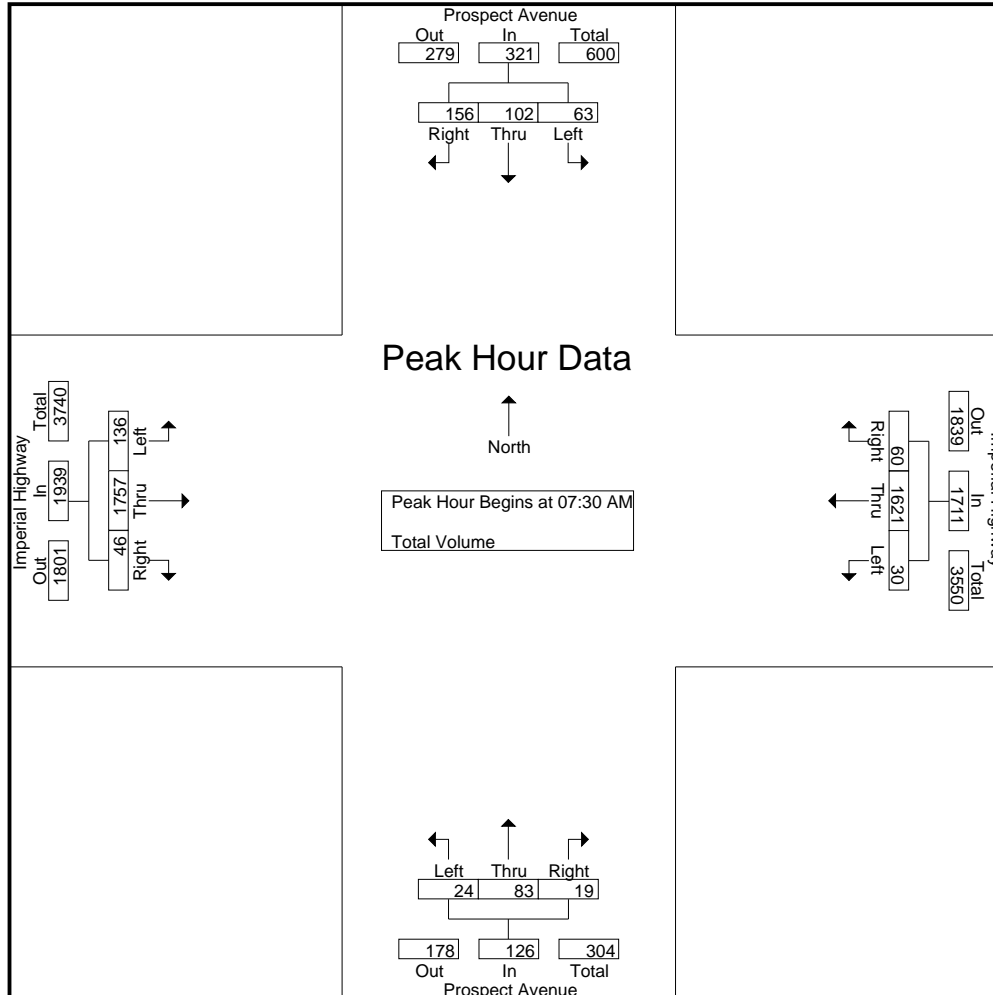 Prospect Avenue
Out In Total
279 321 600
156 102 63
Right Thru Left
Peak Hour Data
North
Peak Hour Begins at 07:30 AM
Total Volume
Imperial Highway
Total In Out
3740 1939 1801
136 1757 46
Left Thru Right
Out In Total
1839 1711 3550
60 1621 30
Right Thru Left
Left Thru Right
24 83 19
178 126 304
Out In Total
Prospect Avenue